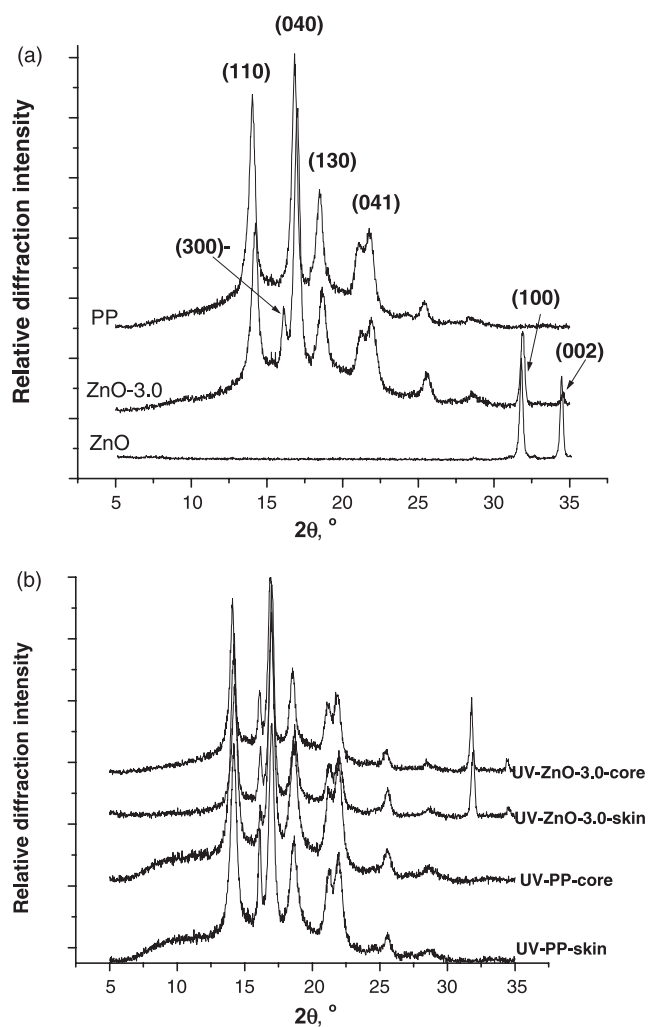 (a)
(040)
(110)
(130)
(041)
(300)-
(100)
(002)
PP
ZnO-3.0
ZnO
Relative diffraction intensity
5 10 15 20 25 30 35
2θ, °
(b)
UV-ZnO-3.0-core
UV-ZnO-3.0-skin
UV-PP-core
UV-PP-skin
Relative diffraction intensity
5 10 15 20 25 30 35
2θ, °